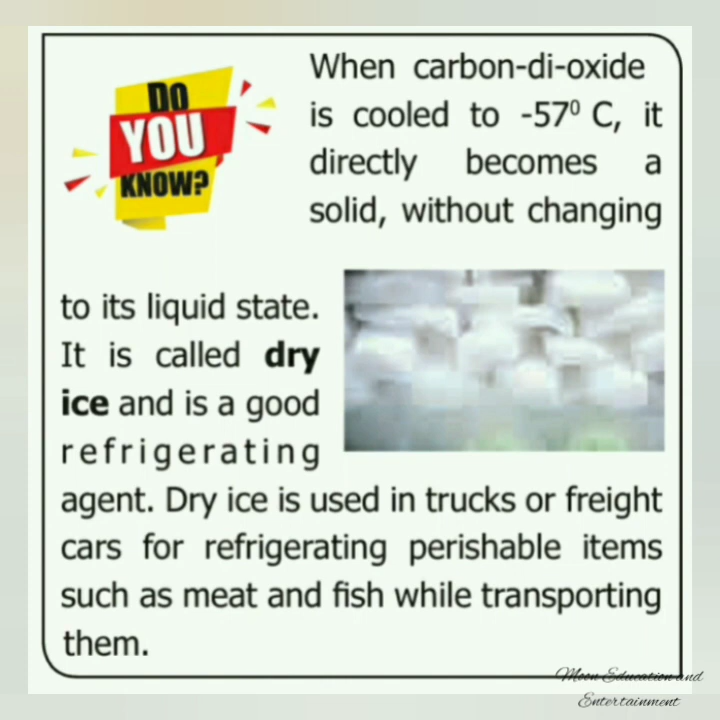 DO
YOU
KNOW?
When carbon-di-oxide
is cooled to -57⁰ C, it
directly becomes a
solid, without changing
to its liquid state.
It is called dry
ice and is a good
refrigerating
agent. Dry ice is used in trucks or freight
cars for refrigerating perishable items
such as meat and fish while transporting
them.
Moon Education and
Entertainment